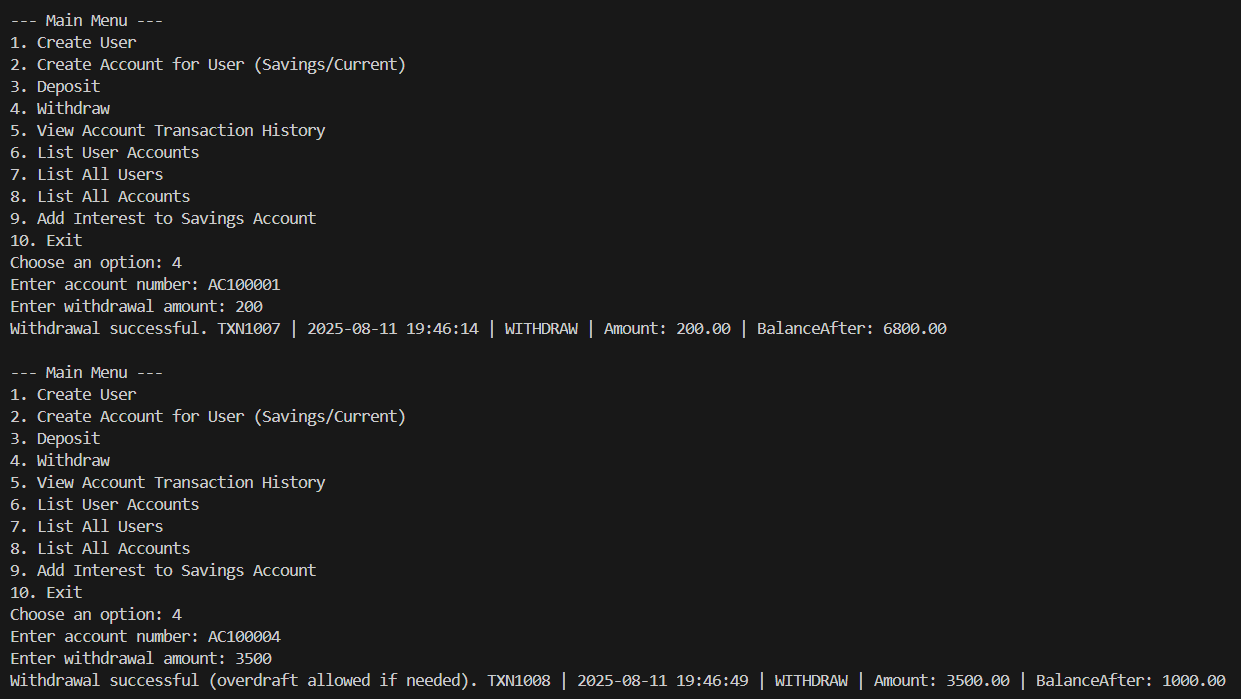 --- Main Menu ---
1. Create User
2. Create Account for User (Savings/Current)
3. Deposit
4. Withdraw
5. View Account Transaction History
6. List User Accounts
7. List All Users
8. List All Accounts
9. Add Interest to Savings Account
10. Exit
Choose an option: 4
Enter account number: AC100001
Enter withdrawal amount: 200
Withdrawal successful. TXN1007 | 2025-08-11 19:46:14 | WITHDRAW | Amount: 200.00 | BalanceAfter: 6800.00

--- Main Menu ---
1. Create User
2. Create Account for User (Savings/Current)
3. Deposit
4. Withdraw
5. View Account Transaction History
6. List User Accounts
7. List All Users
8. List All Accounts
9. Add Interest to Savings Account
10. Exit
Choose an option: 4
Enter account number: AC100004
Enter withdrawal amount: 3500
Withdrawal successful (overdraft allowed if needed). TXN1008 | 2025-08-11 19:46:49 | WITHDRAW | Amount: 3500.00 | BalanceAfter: 1000.00